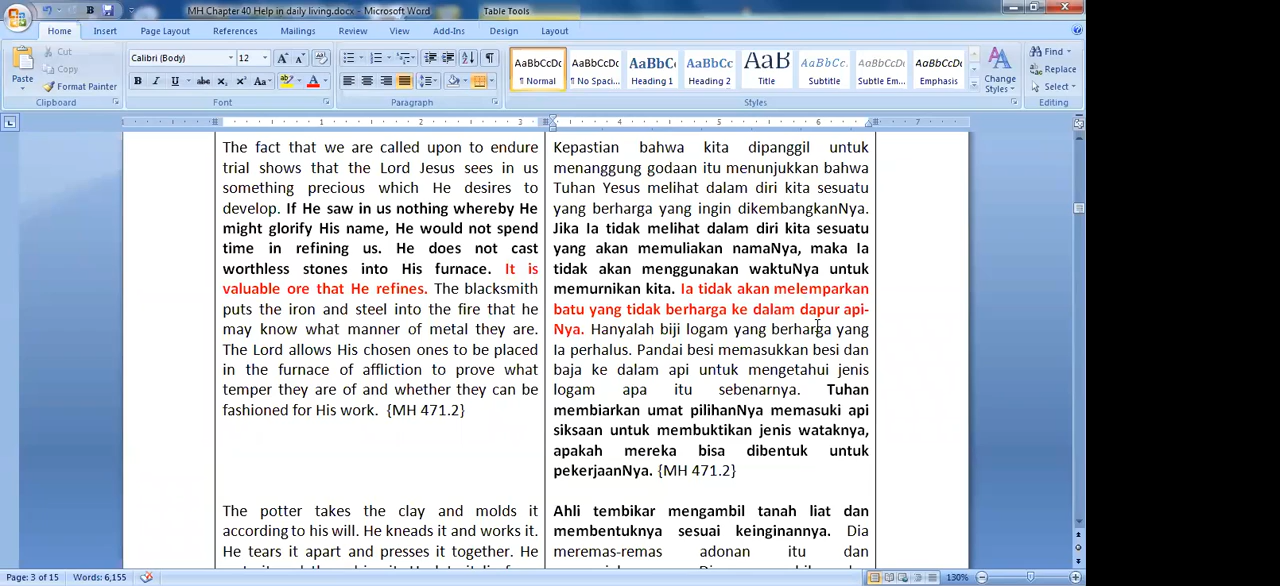 MH Chapter 40 Help in daily living.docx - Microsoft Word
Table Tools
Home Insert Page Layout References Mailings Review View Add-Ins Design Layout
Paste
Cut
Copy
Format Painter
Clipboard
Calibri (Body) 12
Font
Paragraph
AaBbCcDc AaBbCcDc AaBbC AaBbCc AaB AaBbCc. AaBbCcDc AaBbCcDc
¶ Normal ¶ No Spaci... Heading 1 Heading 2 Title Subtitle Subtle Em... Emphasis
Change
Styles
Styles
Find
Replace
Select
Editing
1 2 3 4 5 6 7
The fact that we are called upon to endure
trial shows that the Lord Jesus sees in us
something precious which He desires to
develop. If He saw in us nothing whereby He
might glorify His name, He would not spend
time in refining us. He does not cast
worthless stones into His furnace. It is
valuable ore that He refines. The blacksmith
puts the iron and steel into the fire that he
may know what manner of metal they are.
The Lord allows His chosen ones to be placed
in the furnace of affliction to prove what
temper they are of and whether they can be
fashioned for His work. {MH 471.2}
The potter takes the clay and molds it
according to his will. He kneads it and works it.
He tears it apart and presses it together. He
Kepastian bahwa kita dipanggil untuk
menanggung godaan itu menunjukkan bahwa
Tuhan Yesus melihat dalam diri kita sesuatu
yang berharga yang ingin dikembangkanNya.
Jika Ia tidak melihat dalam diri kita sesuatu
yang akan memuliakan namaNya, maka Ia
tidak akan menggunakan waktuNya untuk
memurnikan kita. Ia tidak akan melemparkan
batu yang tidak berharga ke dalam dapur api-
Nya. Hanyalah biji logam yang berharga yang
Ia perhalus. Pandai besi memasukkan besi dan
baja ke dalam api untuk mengetahui jenis
logam apa itu sebenarnya. Tuhan
membiarkan umat pilihanNya memasuki api
siksaan untuk membuktikan jenis wataknya,
apakah mereka bisa dibentuk untuk
pekerjaanNya. {MH 471.2}
Ahli tembikar mengambil tanah liat dan
membentuknya sesuai keinginannya. Dia
meremas-remas adonan itu dan
Page: 3 of 15 Words: 6,155 130%